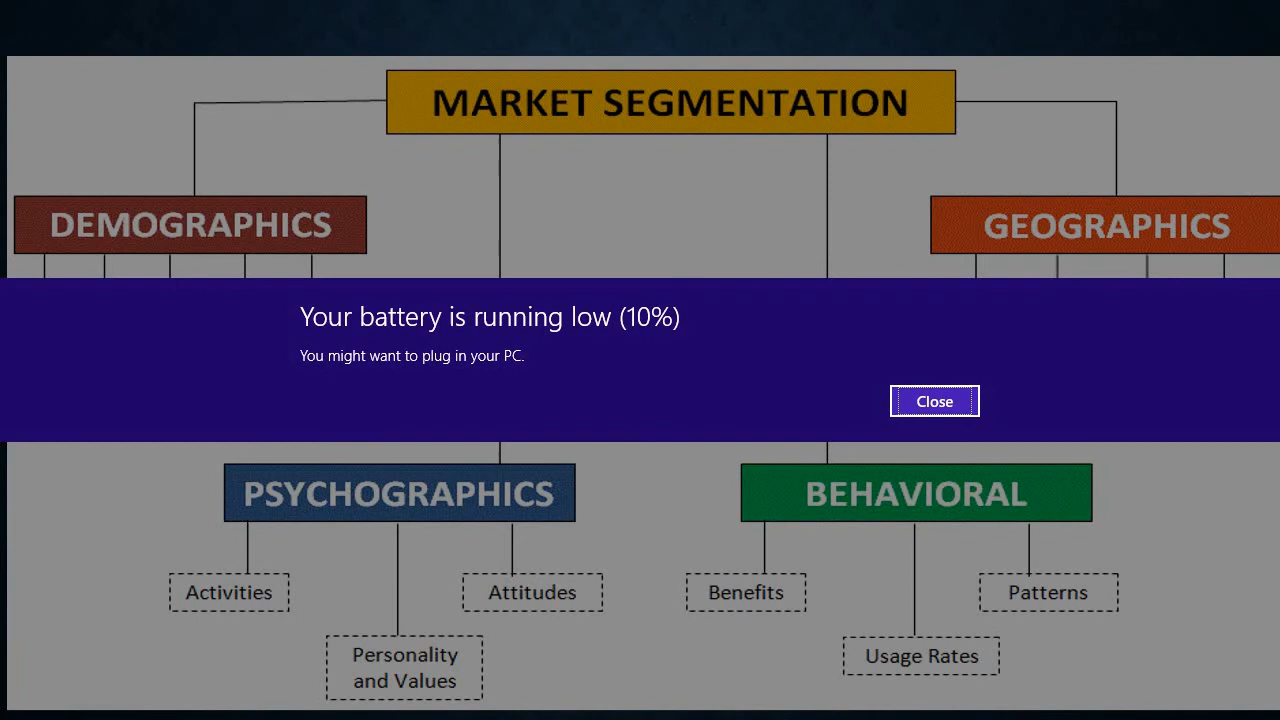 MARKET SEGMENTATION
DEMOGRAPHICS
GEOGRAPHICS
Your battery is running low (10%)
You might want to plug in your PC.
Close
PSYCHOGRAPHICS
BEHAVIORAL
Activities
Attitudes
Benefits
Patterns
Personality
and Values
Usage Rates